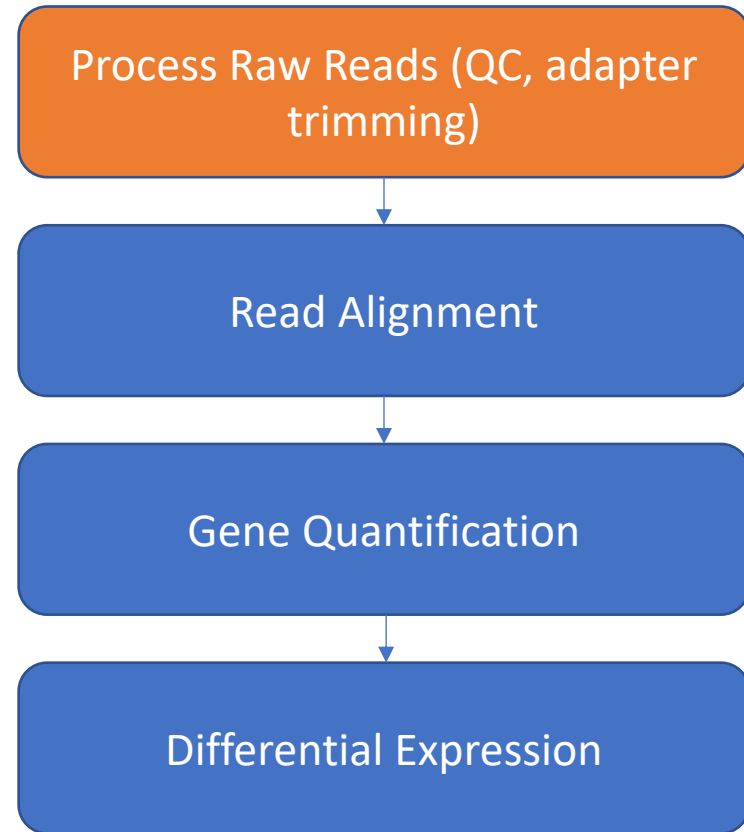 Process Raw Reads (QC, adapter
trimming)
Read Alignment
Gene Quantification
Differential Expression